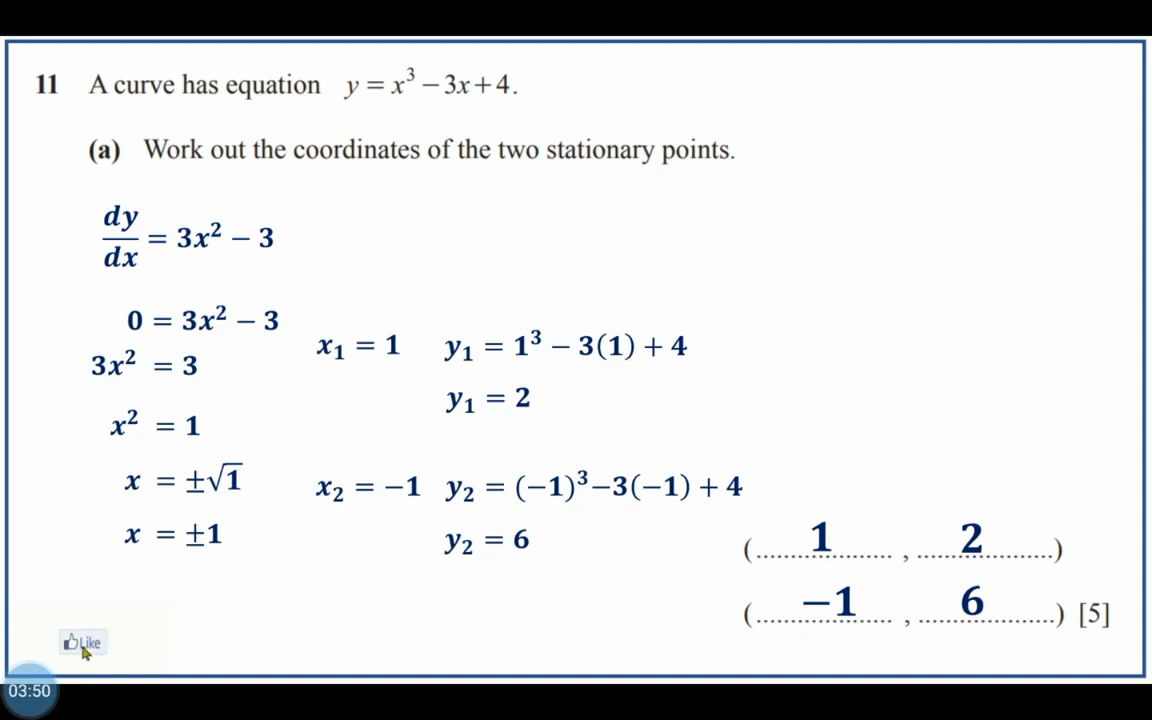 11 A curve has equation y = x³ − 3x + 4.
(a) Work out the coordinates of the two stationary points.
dy/dx = 3x² − 3
0 = 3x² − 3
3x² = 3
x² = 1
x = ±√1
x = ±1
x₁ = 1 y₁ = 1³ − 3(1) + 4
y₁ = 2
x₂ = −1 y₂ = (−1)³−3(−1) + 4
y₂ = 6
(.......... 1 .........., .......... 2 ..........)
(.......... −1 .........., .......... 6 ..........) [5]
Like
03:50